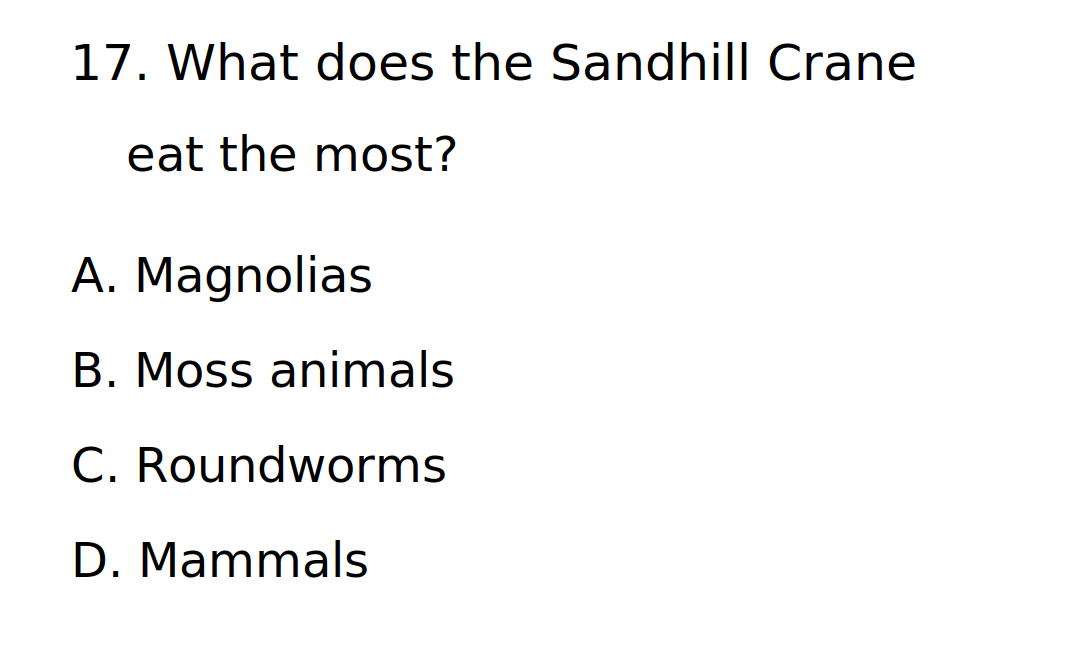 17. What does the Sandhill Crane
eat the most?
A. Magnolias
B. Moss animals
C. Roundworms
D. Mammals